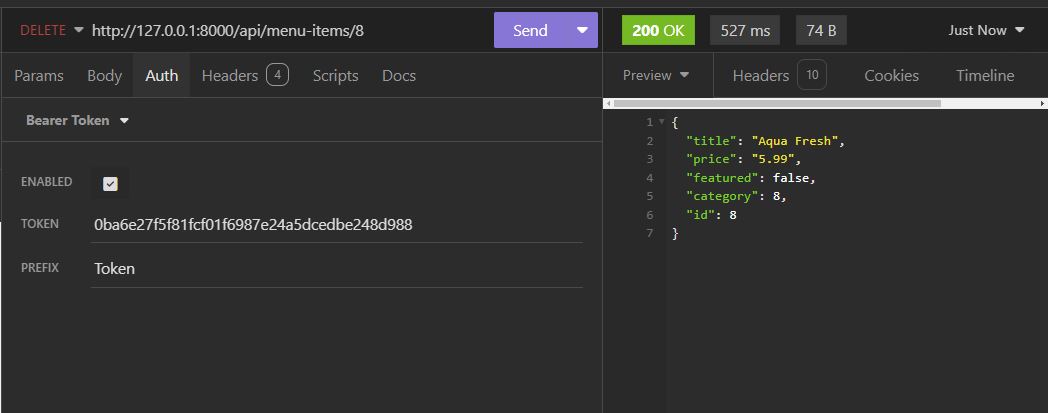 DELETE http://127.0.0.1:8000/api/menu-items/8 Send
Params Body Auth Headers 4 Scripts Docs
Bearer Token
ENABLED
TOKEN 0ba6e27f5f81fcf01f6987e24a5dcedbe248d988
PREFIX Token
200 OK 527 ms 74 B Just Now
Preview Headers 10 Cookies Timeline
1 {
2 "title": "Aqua Fresh",
3 "price": "5.99",
4 "featured": false,
5 "category": 8,
6 "id": 8
7 }